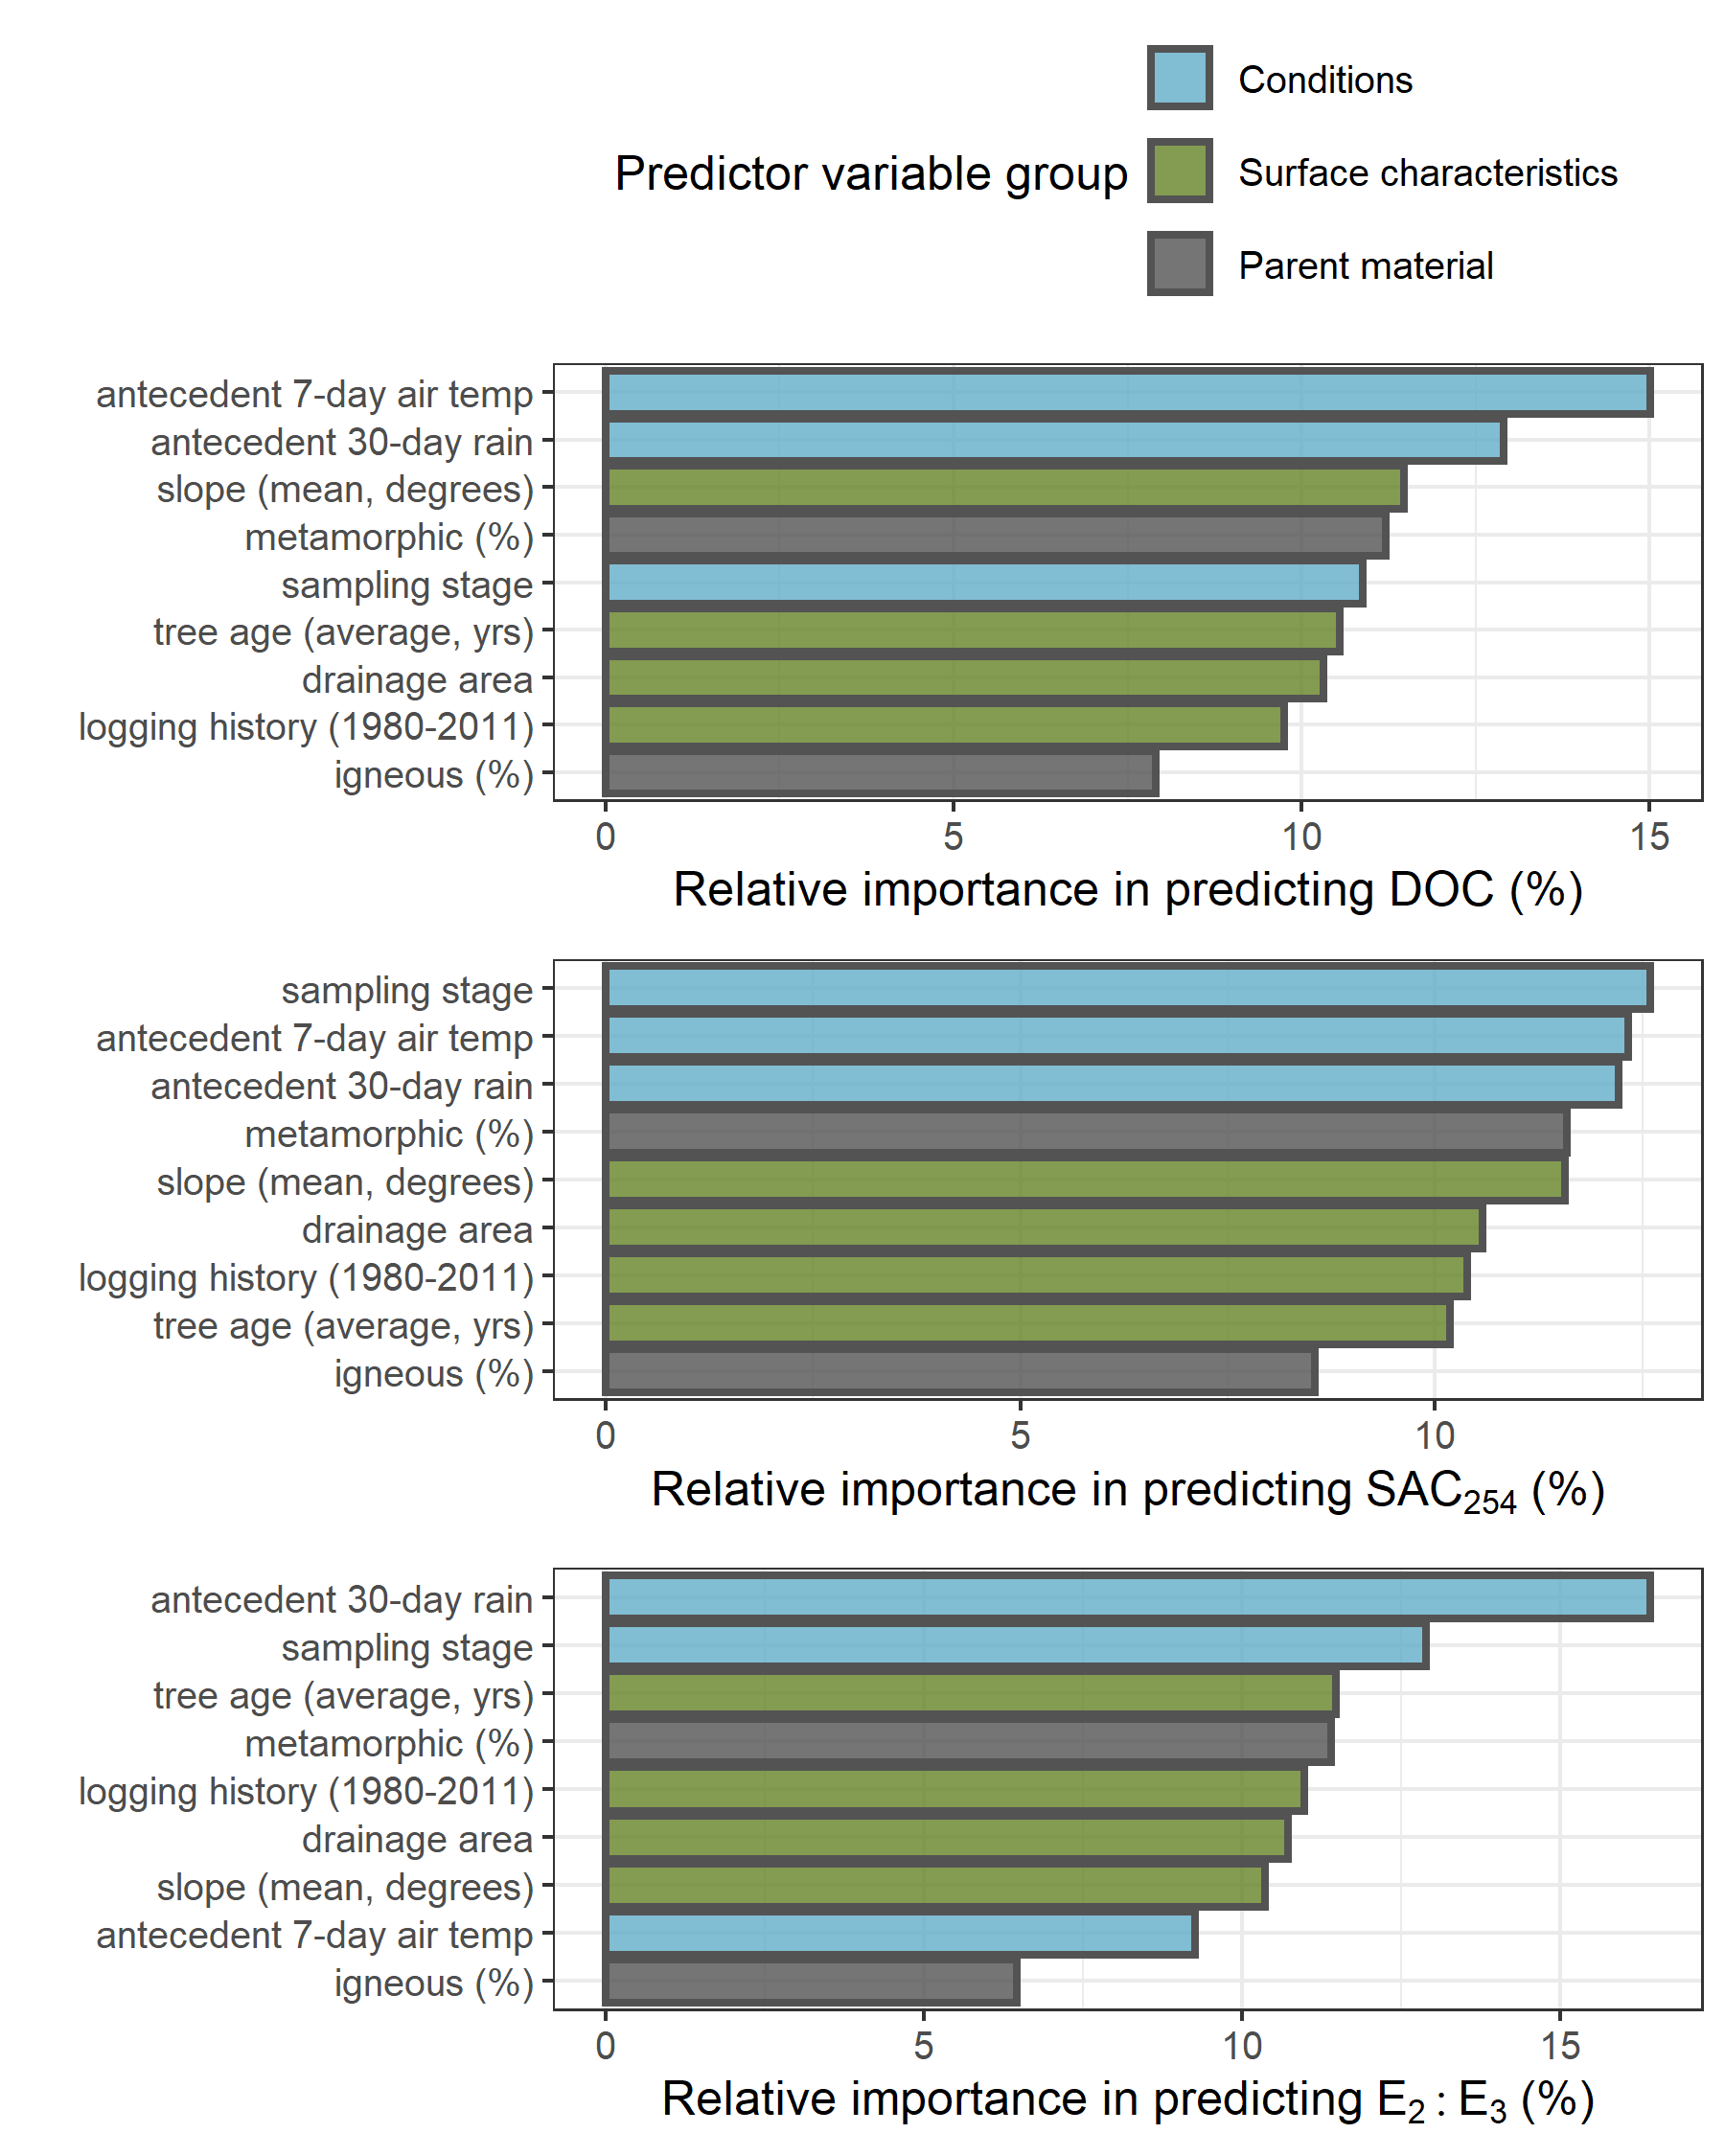 Conditions
Predictor variable group
Surface characteristics
Parent material
antecedent 7-day air temp
antecedent 30-day rain
slope (mean, degrees)
metamorphic (%)
sampling stage
tree age (average, yrs)
drainage area
logging history (1980-2011)
igneous (%)
0 5 10 15
Relative importance in predicting DOC (%)
sampling stage
antecedent 7-day air temp
antecedent 30-day rain
metamorphic (%)
slope (mean, degrees)
drainage area
logging history (1980-2011)
tree age (average, yrs)
igneous (%)
0 5 10
Relative importance in predicting SAC₂₅₄ (%)
antecedent 30-day rain
sampling stage
tree age (average, yrs)
metamorphic (%)
logging history (1980-2011)
drainage area
slope (mean, degrees)
antecedent 7-day air temp
igneous (%)
0 5 10 15
Relative importance in predicting E₂ : E₃ (%)